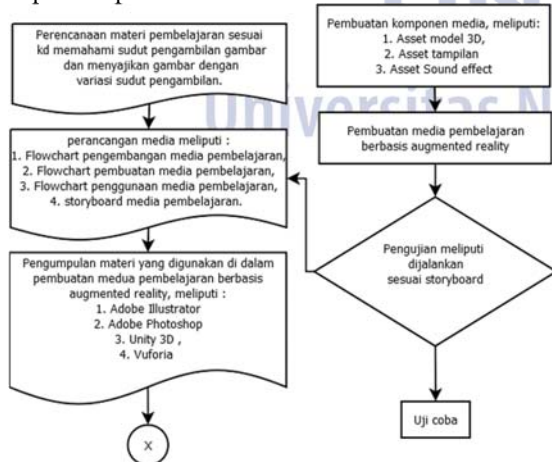 Perencanaan materi pembelajaran sesuai
kd memahami sudut pengambilan gambar
dan menyajikan gambar dengan
variasi sudut pengambilan.
perancangan media meliputi :
1. Flowchart pengembangan media pembelajaran,
2. Flowchart pembuatan media pembelajaran,
3. Flowchart penggunaan media pembelajaran,
4. storyboard media pembelajaran.
Pengumpulan materi yang digunakan di dalam
pembuatan medua pembelajaran berbasis
augmented reality, meliputi :
1. Adobe Illustrator
2. Adobe Photoshop
3. Unity 3D ,
4. Vuforia
X
Pembuatan komponen media, meliputi:
1. Asset model 3D,
2. Asset tampilan
3. Asset Sound effect
Universitas N
Pembuatan media pembelajaran
berbasis augmented reality
Pengujian meliputi
dijalankan
sesuai storyboard
Uji coba